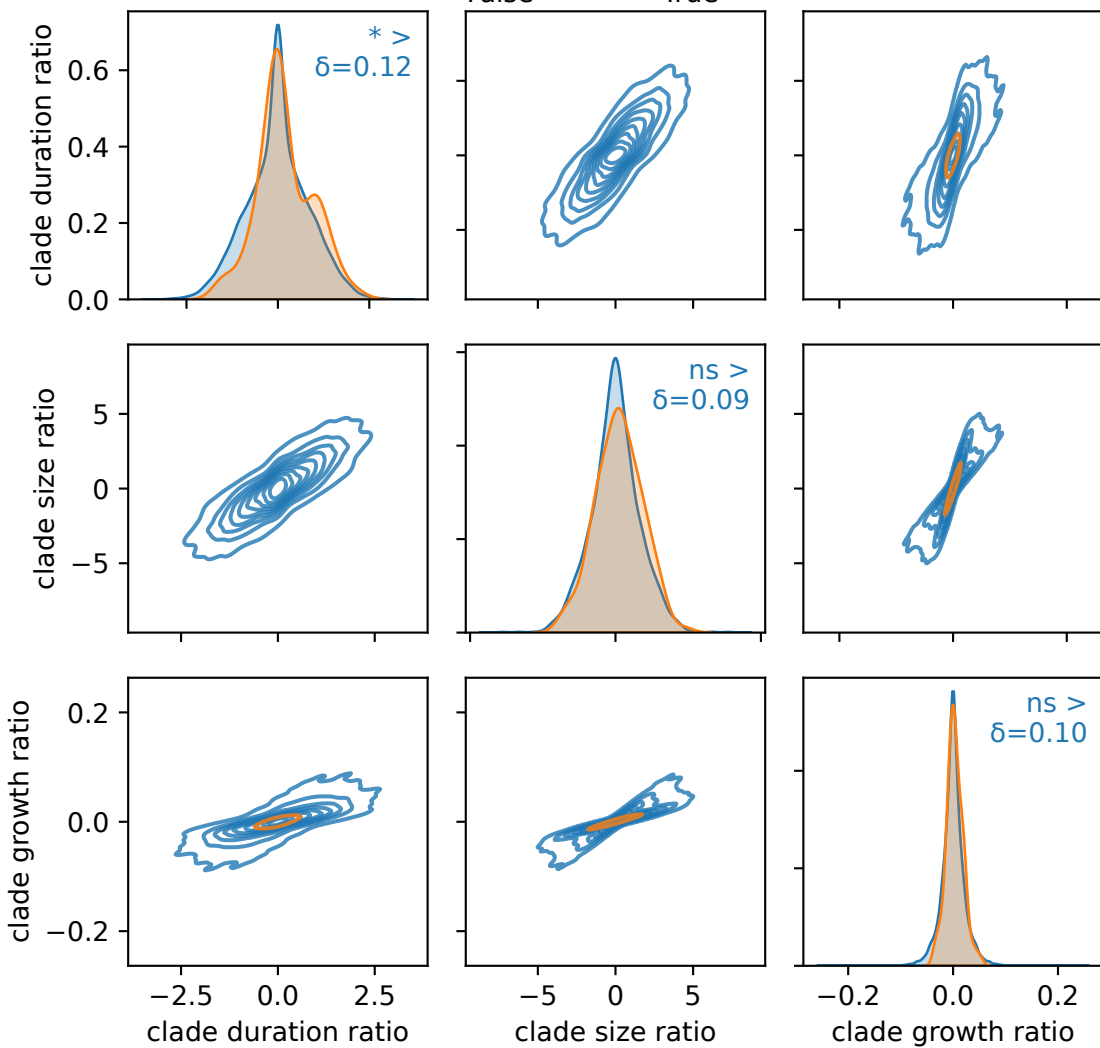 True
clade duration ratio
0.6
0.4
0.2
0.0
* >
δ=0.12
clade size ratio
5
0
−5
ns >
δ=0.09
clade growth ratio
0.2
0.0
−0.2
ns >
δ=0.10
−2.5 0.0 2.5
−5 0 5
−0.2 0.0 0.2
clade duration ratio
clade size ratio
clade growth ratio